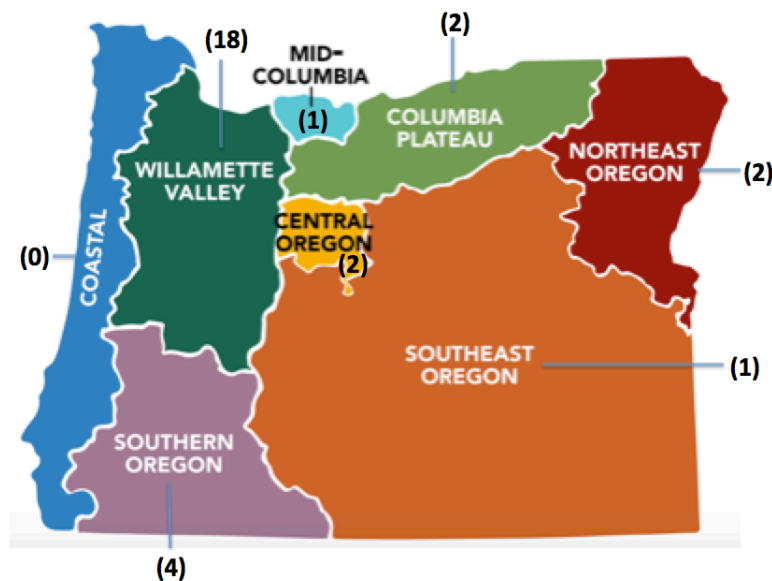 (18)
(2)
MID-
COLUMBIA
(1)
COLUMBIA
PLATEAU
WILLAMETTE
VALLEY
NORTHEAST
OREGON
(2)
CENTRAL
OREGON
(2)
(0)
COASTAL
SOUTHEAST
OREGON
(1)
SOUTHERN
OREGON
(4)